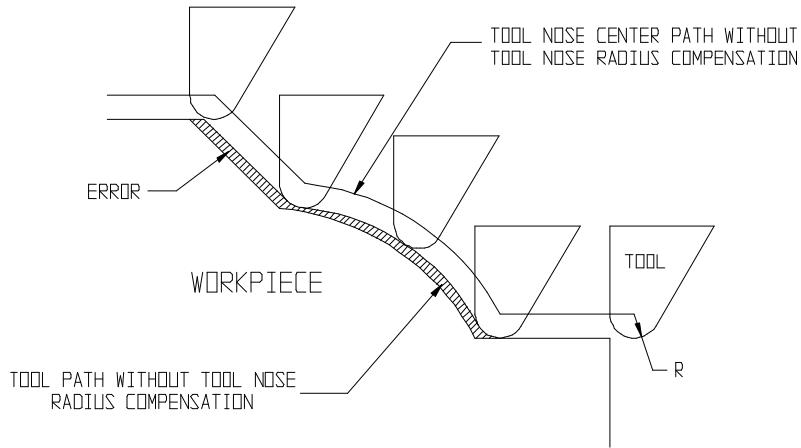 TOOL NOSE CENTER PATH WITHOUT
TOOL NOSE RADIUS COMPENSATION
ERROR
WORKPIECE
TOOL
R
TOOL PATH WITHOUT TOOL NOSE
RADIUS COMPENSATION